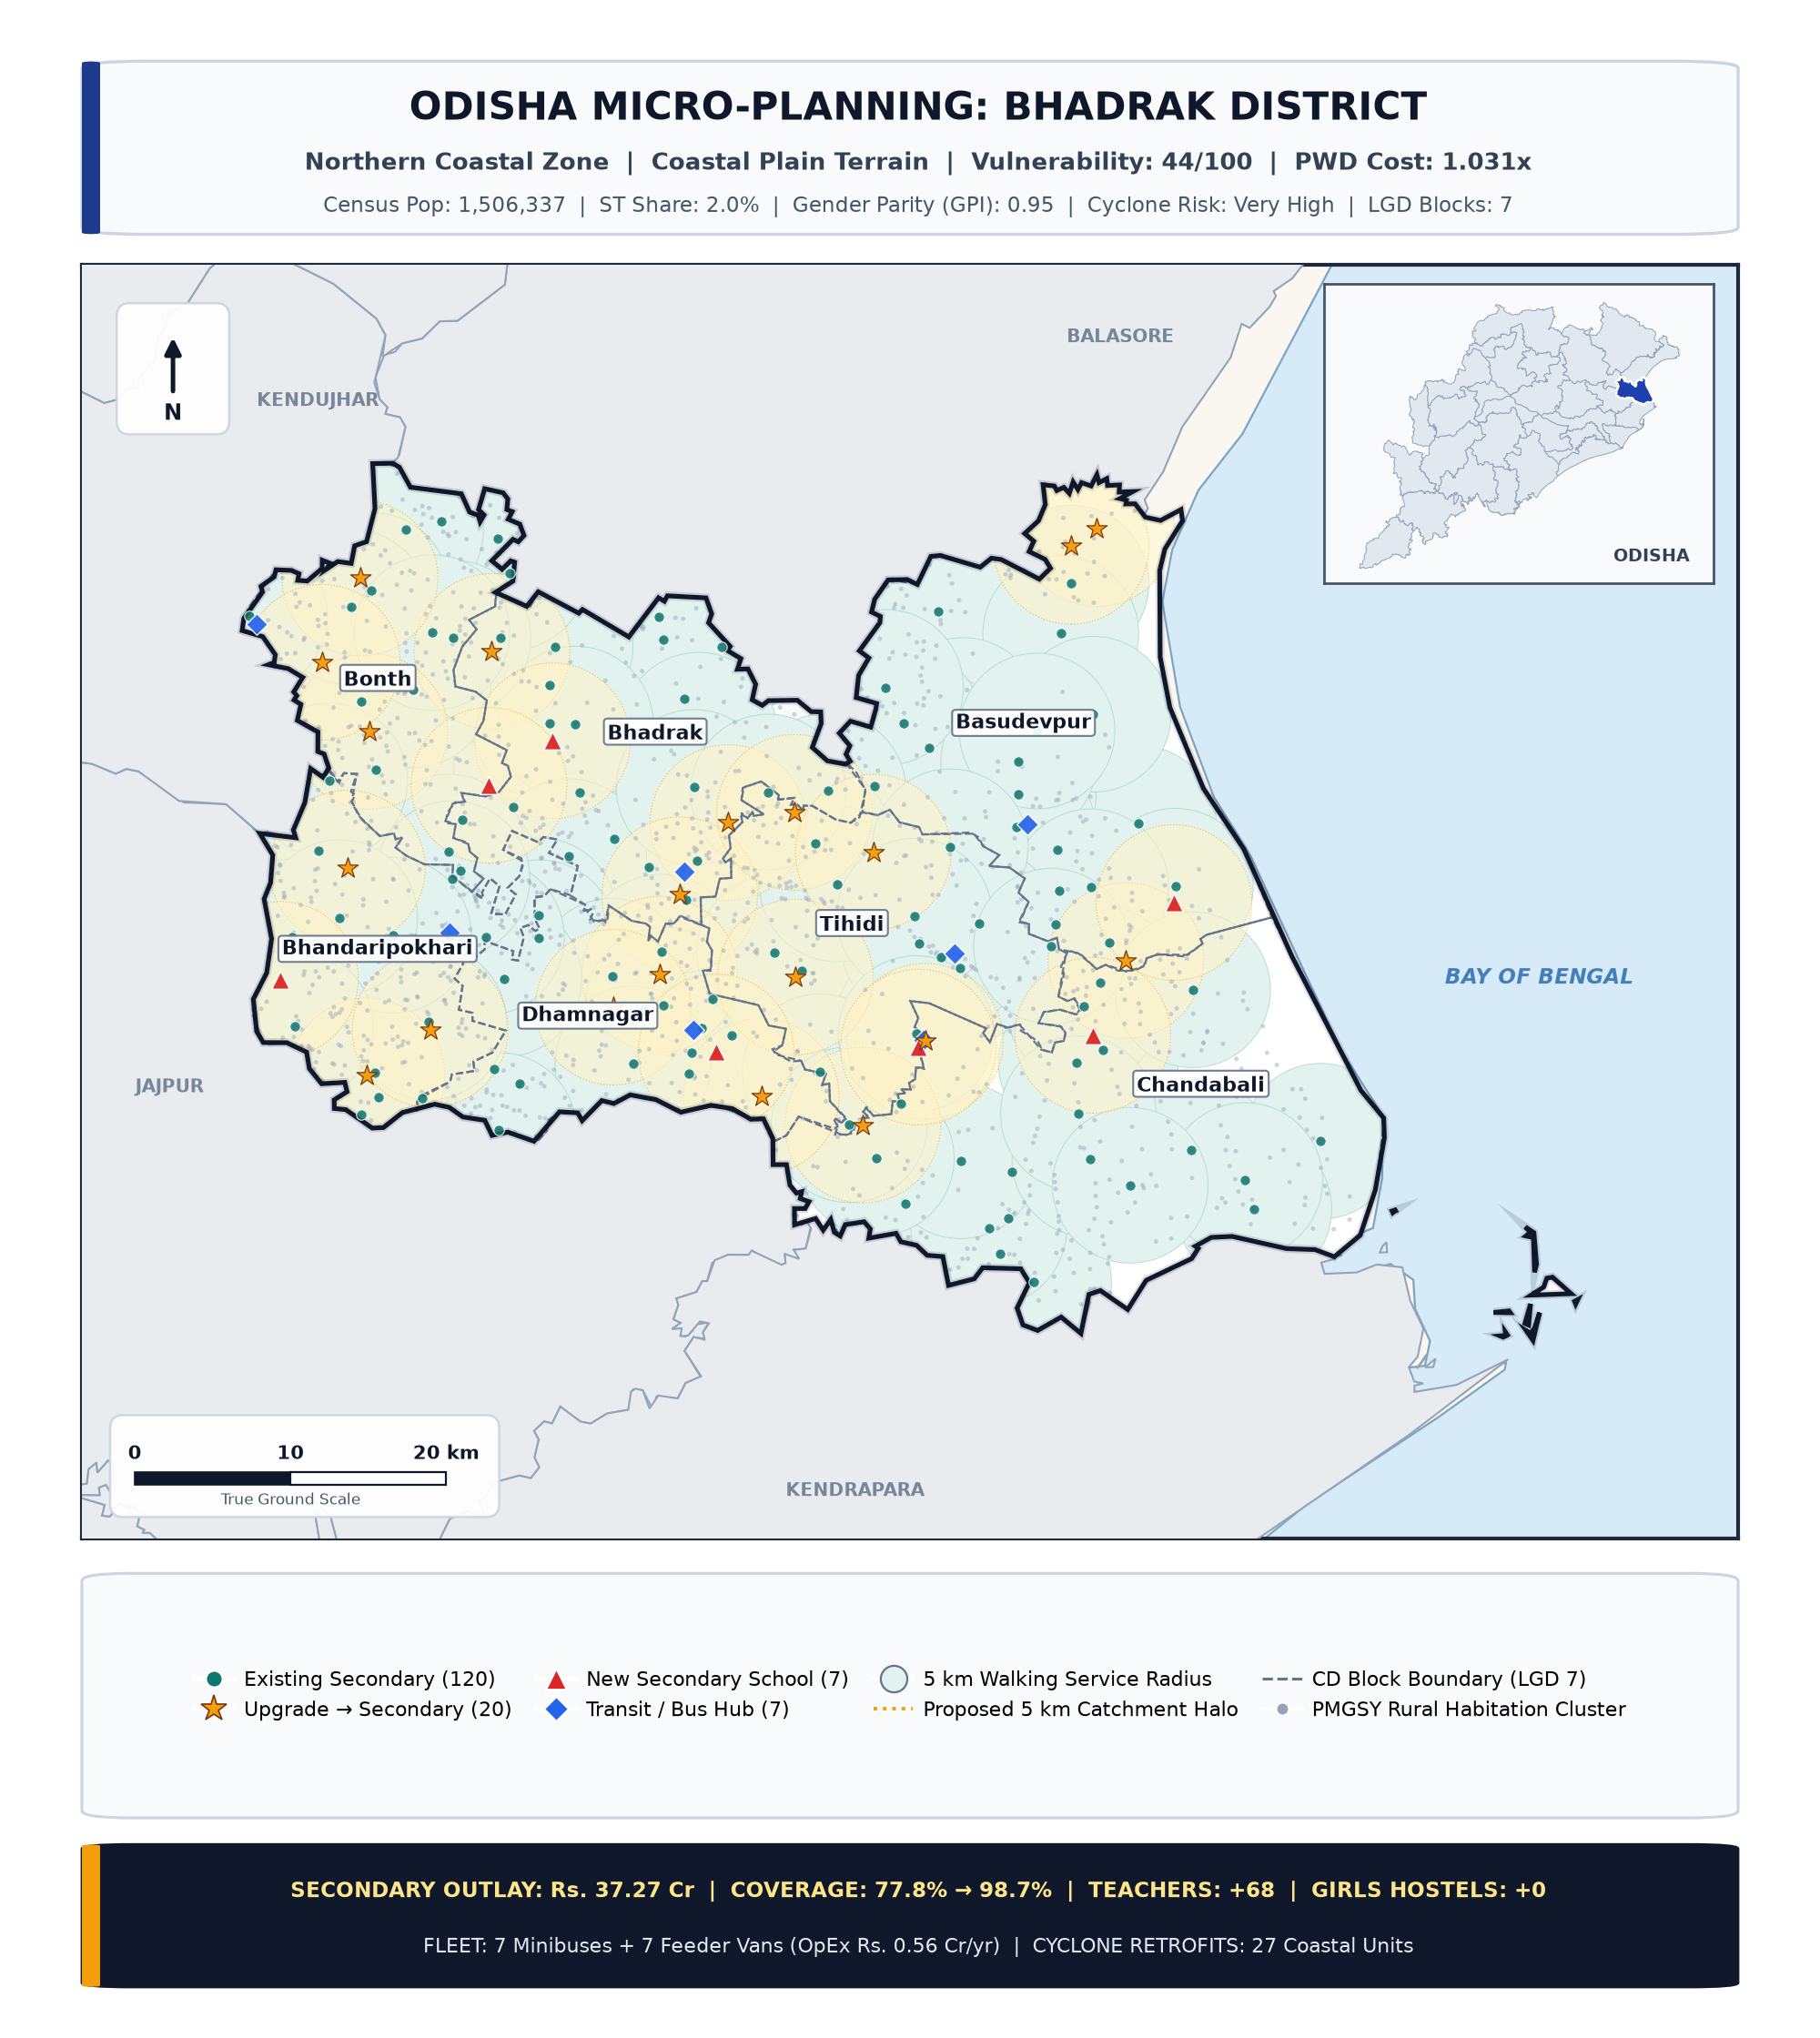 ODISHA MICRO-PLANNING: BHADRAK DISTRICT
Northern Coastal Zone | Coastal Plain Terrain | Vulnerability: 44/100 | PWD Cost: 1.031x
Census Pop: 1,506,337 | ST Share: 2.0% | Gender Parity (GPI): 0.95 | Cyclone Risk: Very High | LGD Blocks: 7
BALASORE
KENDUJHAR
N
ODISHA
Bonth
Bhadrak
Basudevpur
Tihidi
Bhandaripokhari
BAY OF BENGAL
Dhamnagar
JAJPUR
Chandabali
0 10 20 km
True Ground Scale
KENDRAPARA
Existing Secondary (120)
Upgrade → Secondary (20)
New Secondary School (7)
Transit / Bus Hub (7)
5 km Walking Service Radius
Proposed 5 km Catchment Halo
CD Block Boundary (LGD 7)
PMGSY Rural Habitation Cluster
SECONDARY OUTLAY: Rs. 37.27 Cr | COVERAGE: 77.8% → 98.7% | TEACHERS: +68 | GIRLS HOSTELS: +0
FLEET: 7 Minibuses + 7 Feeder Vans (OpEx Rs. 0.56 Cr/yr) | CYCLONE RETROFITS: 27 Coastal Units